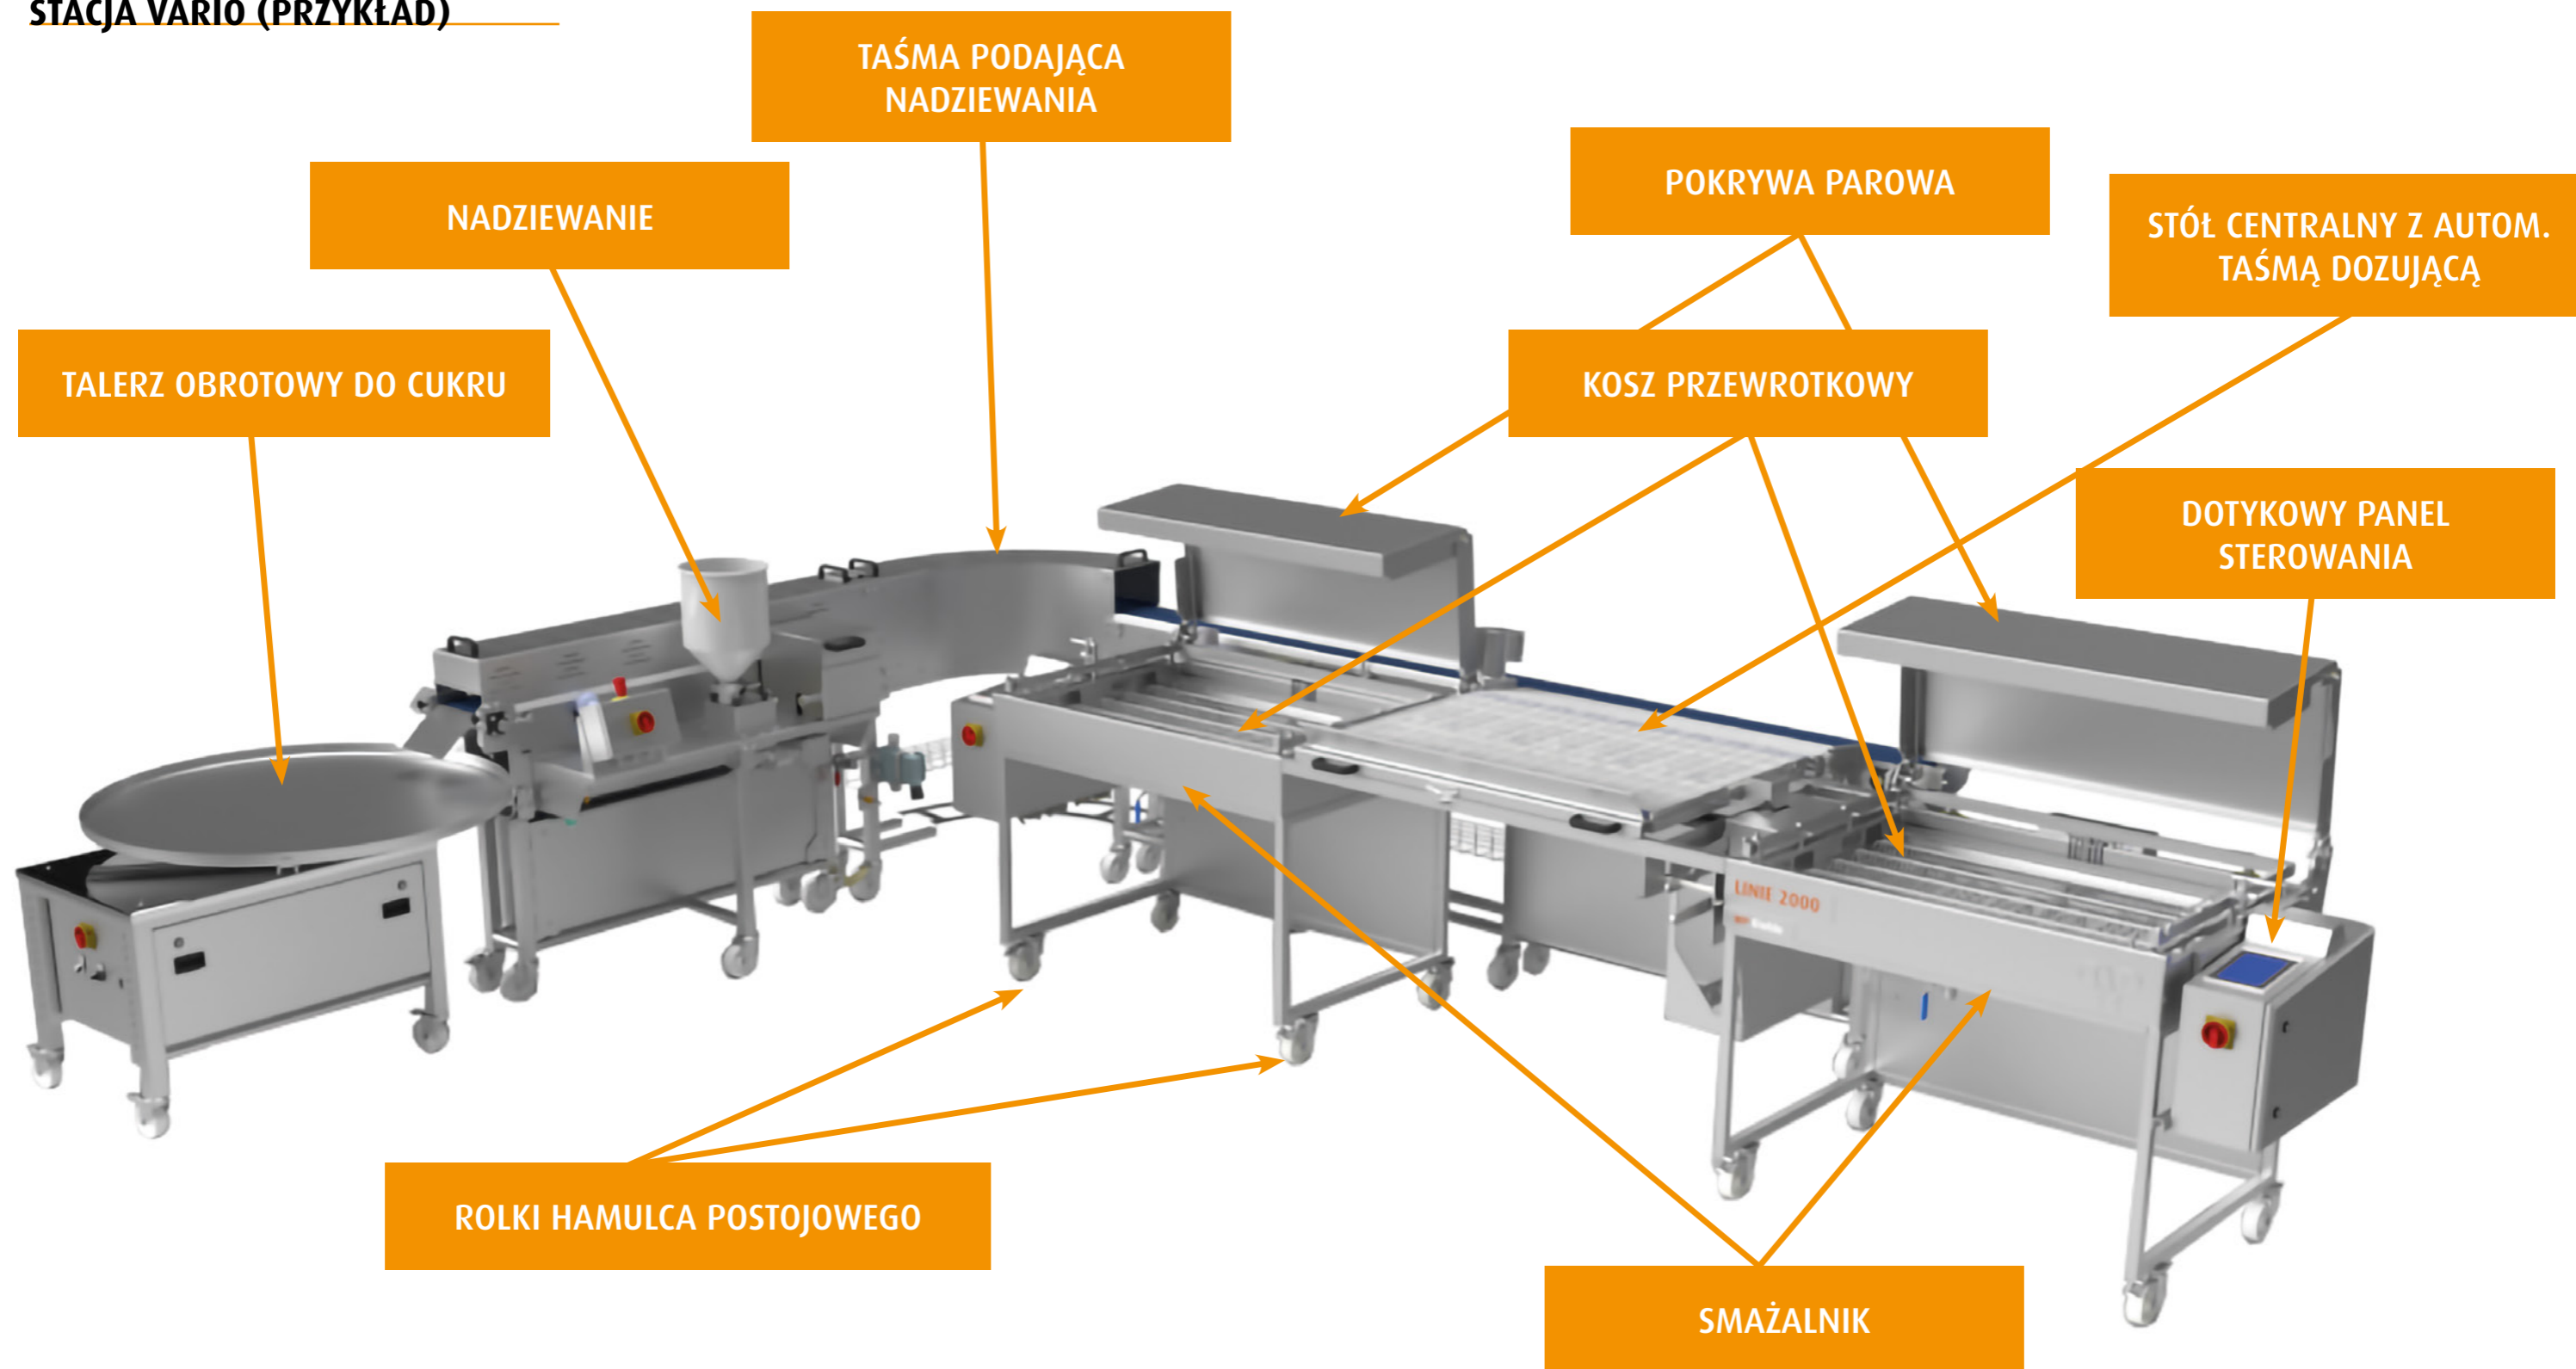 STACJA VARIO (PRZYKŁAD)
TAŚMA PODAJĄCA
NADZIEWANIA
POKRYWA PAROWA
NADZIEWANIE
STÓŁ CENTRALNY Z AUTOM.
TAŚMĄ DOZUJĄCĄ
TALERZ OBROTOWY DO CUKRU
KOSZ PRZEWROTKOWY
DOTYKOWY PANEL
STEROWANIA
LINIE 2000
ROLKI HAMULCA POSTOJOWEGO
SMAŻALNIK